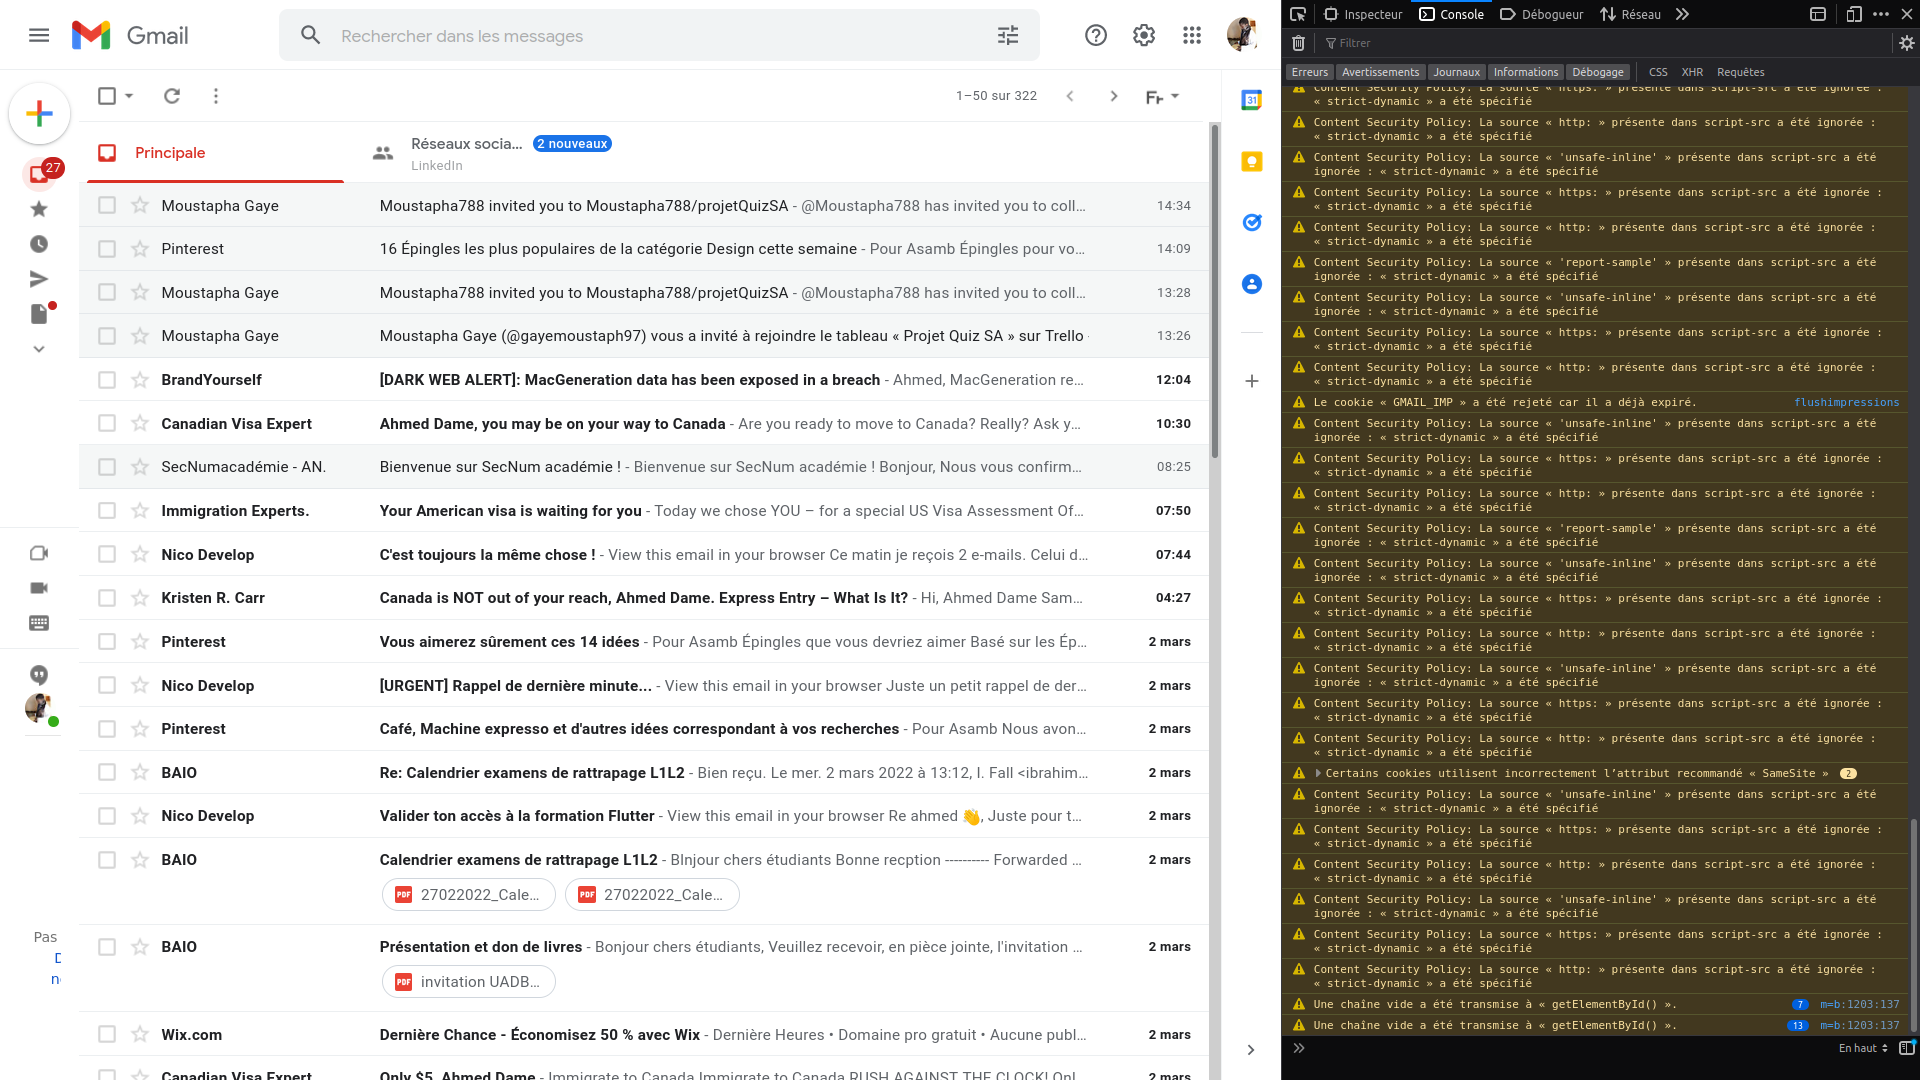 Gmail
Rechercher dans les messages
1–50 sur 322
Fr
27
Principale
Réseaux socia... 2 nouveaux
LinkedIn
Moustapha Gaye Moustapha788 invited you to Moustapha788/projetQuizSA - @Moustapha788 has invited you to coll... 14:34
Pinterest 16 Épingles les plus populaires de la catégorie Design cette semaine - Pour Asamb Épingles pour vo... 14:09
Moustapha Gaye Moustapha788 invited you to Moustapha788/projetQuizSA - @Moustapha788 has invited you to coll... 13:28
Moustapha Gaye Moustapha Gaye (@gayemoustaph97) vous a invité à rejoindre le tableau « Projet Quiz SA » sur Trello 13:26
BrandYourself [DARK WEB ALERT]: MacGeneration data has been exposed in a breach - Ahmed, MacGeneration re... 12:04
Canadian Visa Expert Ahmed Dame, you may be on your way to Canada - Are you ready to move to Canada? Really? Ask y... 10:30
SecNumacadémie - AN. Bienvenue sur SecNum académie ! - Bienvenue sur SecNum académie ! Bonjour, Nous vous confirm... 08:25
Immigration Experts. Your American visa is waiting for you - Today we chose YOU – for a special US Visa Assessment Of... 07:50
Nico Develop C'est toujours la même chose ! - View this email in your browser Ce matin je reçois 2 e-mails. Celui d... 07:44
Kristen R. Carr Canada is NOT out of your reach, Ahmed Dame. Express Entry – What Is It? - Hi, Ahmed Dame Sam... 04:27
Pinterest Vous aimerez sûrement ces 14 idées - Pour Asamb Épingles que vous devriez aimer Basé sur les Ép... 2 mars
Nico Develop [URGENT] Rappel de dernière minute... - View this email in your browser Juste un petit rappel de der... 2 mars
Pinterest Café, Machine expresso et d'autres idées correspondant à vos recherches - Pour Asamb Nous avon... 2 mars
BAIO Re: Calendrier examens de rattrapage L1L2 - Bien reçu. Le mer. 2 mars 2022 à 13:12, I. Fall <ibrahim... 2 mars
Nico Develop Valider ton accès à la formation Flutter - View this email in your browser Re ahmed 👋, Juste pour t... 2 mars
BAIO Calendrier examens de rattrapage L1L2 - BInjour chers étudiants Bonne recption ---------- Forwarded ... 2 mars
PDF 27022022_Cale... PDF 27022022_Cale...
BAIO Présentation et don de livres - Bonjour chers étudiants, Veuillez recevoir, en pièce jointe, l'invitation ... 2 mars
PDF invitation UADB...
Wix.com Dernière Chance - Économisez 50 % avec Wix - Dernière Heures • Domaine pro gratuit • Aucune publ... 2 mars
Canadian Visa Expert Only $5, Ahmed Dame - Immigrate to Canada Immigrate to Canada RUSH AGAINST THE CLOCK! Onl... 2 mars
Pas
31
Inspecteur Console Débogueur Réseau
Filtrer
Erreurs Avertissements Journaux Informations Débogage CSS XHR Requêtes
Content Security Policy: La source « https: » présente dans script-src a été ignorée :
« strict-dynamic » a été spécifié
Content Security Policy: La source « http: » présente dans script-src a été ignorée :
« strict-dynamic » a été spécifié
Content Security Policy: La source « 'unsafe-inline' » présente dans script-src a été
ignorée : « strict-dynamic » a été spécifié
Content Security Policy: La source « https: » présente dans script-src a été ignorée :
« strict-dynamic » a été spécifié
Content Security Policy: La source « http: » présente dans script-src a été ignorée :
« strict-dynamic » a été spécifié
Content Security Policy: La source « 'report-sample' » présente dans script-src a été
ignorée : « strict-dynamic » a été spécifié
Content Security Policy: La source « 'unsafe-inline' » présente dans script-src a été
ignorée : « strict-dynamic » a été spécifié
Content Security Policy: La source « https: » présente dans script-src a été ignorée :
« strict-dynamic » a été spécifié
Content Security Policy: La source « http: » présente dans script-src a été ignorée :
« strict-dynamic » a été spécifié
Le cookie « GMAIL_IMP » a été rejeté car il a déjà expiré. flushimpressions
Content Security Policy: La source « 'unsafe-inline' » présente dans script-src a été
ignorée : « strict-dynamic » a été spécifié
Content Security Policy: La source « https: » présente dans script-src a été ignorée :
« strict-dynamic » a été spécifié
Content Security Policy: La source « http: » présente dans script-src a été ignorée :
« strict-dynamic » a été spécifié
Content Security Policy: La source « 'report-sample' » présente dans script-src a été
ignorée : « strict-dynamic » a été spécifié
Content Security Policy: La source « 'unsafe-inline' » présente dans script-src a été
ignorée : « strict-dynamic » a été spécifié
Content Security Policy: La source « https: » présente dans script-src a été ignorée :
« strict-dynamic » a été spécifié
Content Security Policy: La source « http: » présente dans script-src a été ignorée :
« strict-dynamic » a été spécifié
Content Security Policy: La source « 'unsafe-inline' » présente dans script-src a été
ignorée : « strict-dynamic » a été spécifié
Content Security Policy: La source « https: » présente dans script-src a été ignorée :
« strict-dynamic » a été spécifié
Content Security Policy: La source « http: » présente dans script-src a été ignorée :
« strict-dynamic » a été spécifié
Certains cookies utilisent incorrectement l’attribut recommandé « SameSite » 2
Content Security Policy: La source « 'unsafe-inline' » présente dans script-src a été
ignorée : « strict-dynamic » a été spécifié
Content Security Policy: La source « https: » présente dans script-src a été ignorée :
« strict-dynamic » a été spécifié
Content Security Policy: La source « http: » présente dans script-src a été ignorée :
« strict-dynamic » a été spécifié
Content Security Policy: La source « 'unsafe-inline' » présente dans script-src a été
ignorée : « strict-dynamic » a été spécifié
Content Security Policy: La source « https: » présente dans script-src a été ignorée :
« strict-dynamic » a été spécifié
Content Security Policy: La source « http: » présente dans script-src a été ignorée :
« strict-dynamic » a été spécifié
Une chaîne vide a été transmise à « getElementById() ». 7 m=b:1203:137
Une chaîne vide a été transmise à « getElementById() ». 13 m=b:1203:137
En haut